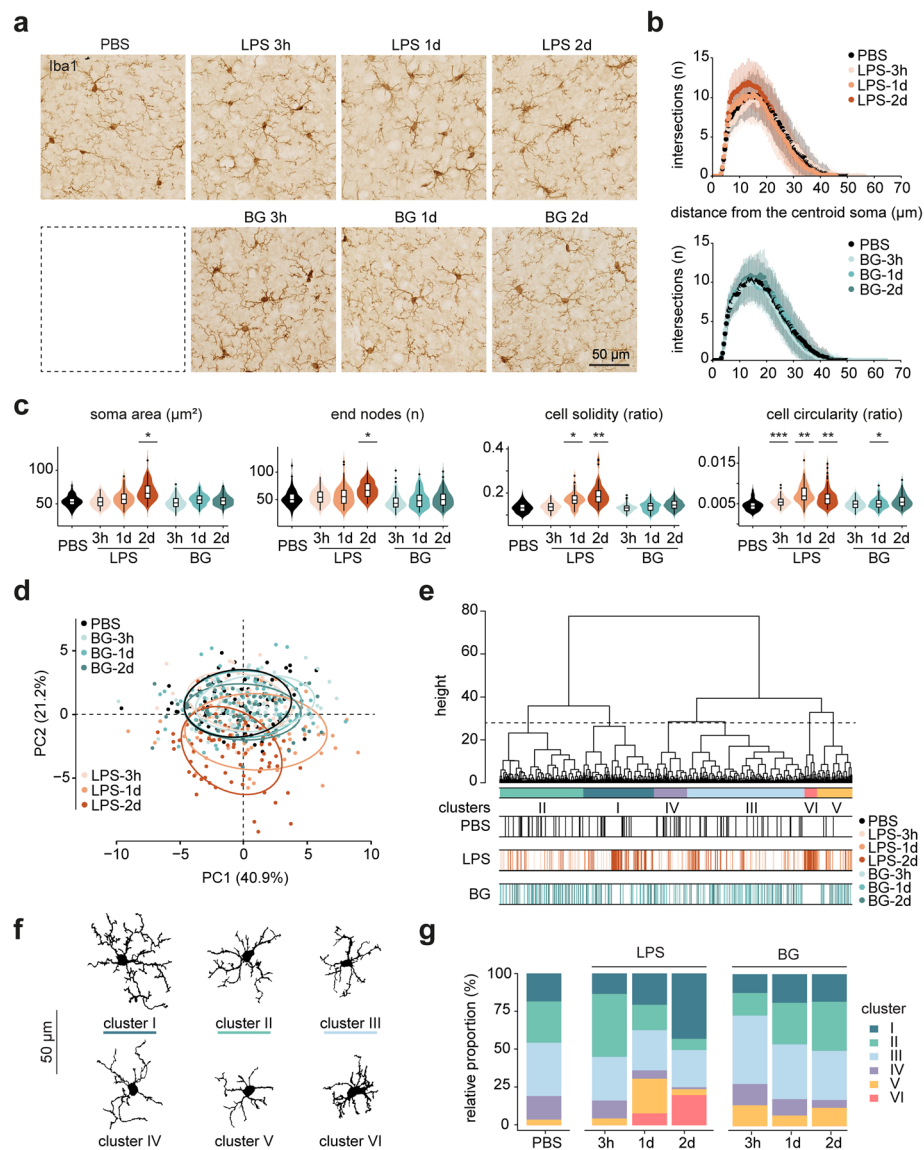 a
PBS
LPS 3h
LPS 1d
LPS 2d
Iba1
BG 3h
BG 1d
BG 2d
50 µm
b
15
10
5
0
intersections (n)
PBS
LPS-3h
LPS-1d
LPS-2d
0 10 20 30 40 50 60 70
distance from the centroid soma (µm)
15
10
5
0
intersections (n)
PBS
BG-3h
BG-1d
BG-2d
0 10 20 30 40 50 60 70
c
soma area (µm²)
*
100
50
PBS
3h 1d 2d 3h 1d 2d
LPS BG
end nodes (n)
*
100
50
PBS
3h 1d 2d 3h 1d 2d
LPS BG
cell solidity (ratio)
* **
0.4
0.2
PBS
3h 1d 2d 3h 1d 2d
LPS BG
cell circularity (ratio)
*** ** ** *
0.015
0.005
PBS
3h 1d 2d 3h 1d 2d
LPS BG
d
PBS
BG-3h
BG-1d
BG-2d
5
0
−5
PC2 (21.2%)
LPS-3h
LPS-1d
LPS-2d
−10 −5 0 5 10
PC1 (40.9%)
e
80
60
40
20
0
height
clusters II I IV III VI V
PBS
LPS
BG
PBS
LPS-3h
LPS-1d
LPS-2d
BG-3h
BG-1d
BG-2d
f
50 µm
cluster I cluster II cluster III
cluster IV cluster V cluster VI
g
LPS BG
100
75
50
25
0
relative proportion (%)
PBS 3h 1d 2d 3h 1d 2d
cluster
I
II
III
IV
V
VI